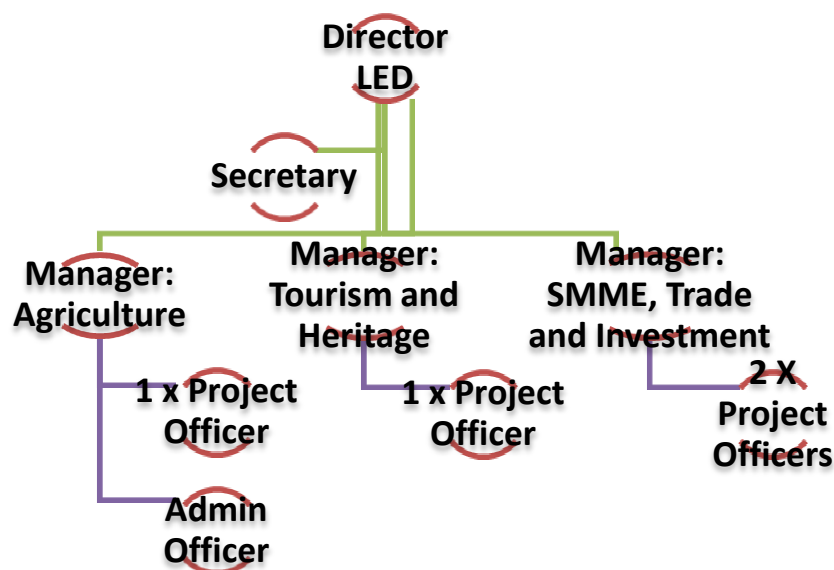 Director
LED
Secretary
Manager:
Agriculture
Manager:
Tourism and
Heritage
Manager:
SMME, Trade
and Investment
1 x Project
Officer
1 x Project
Officer
2 X
Project
Officers
Admin
Officer